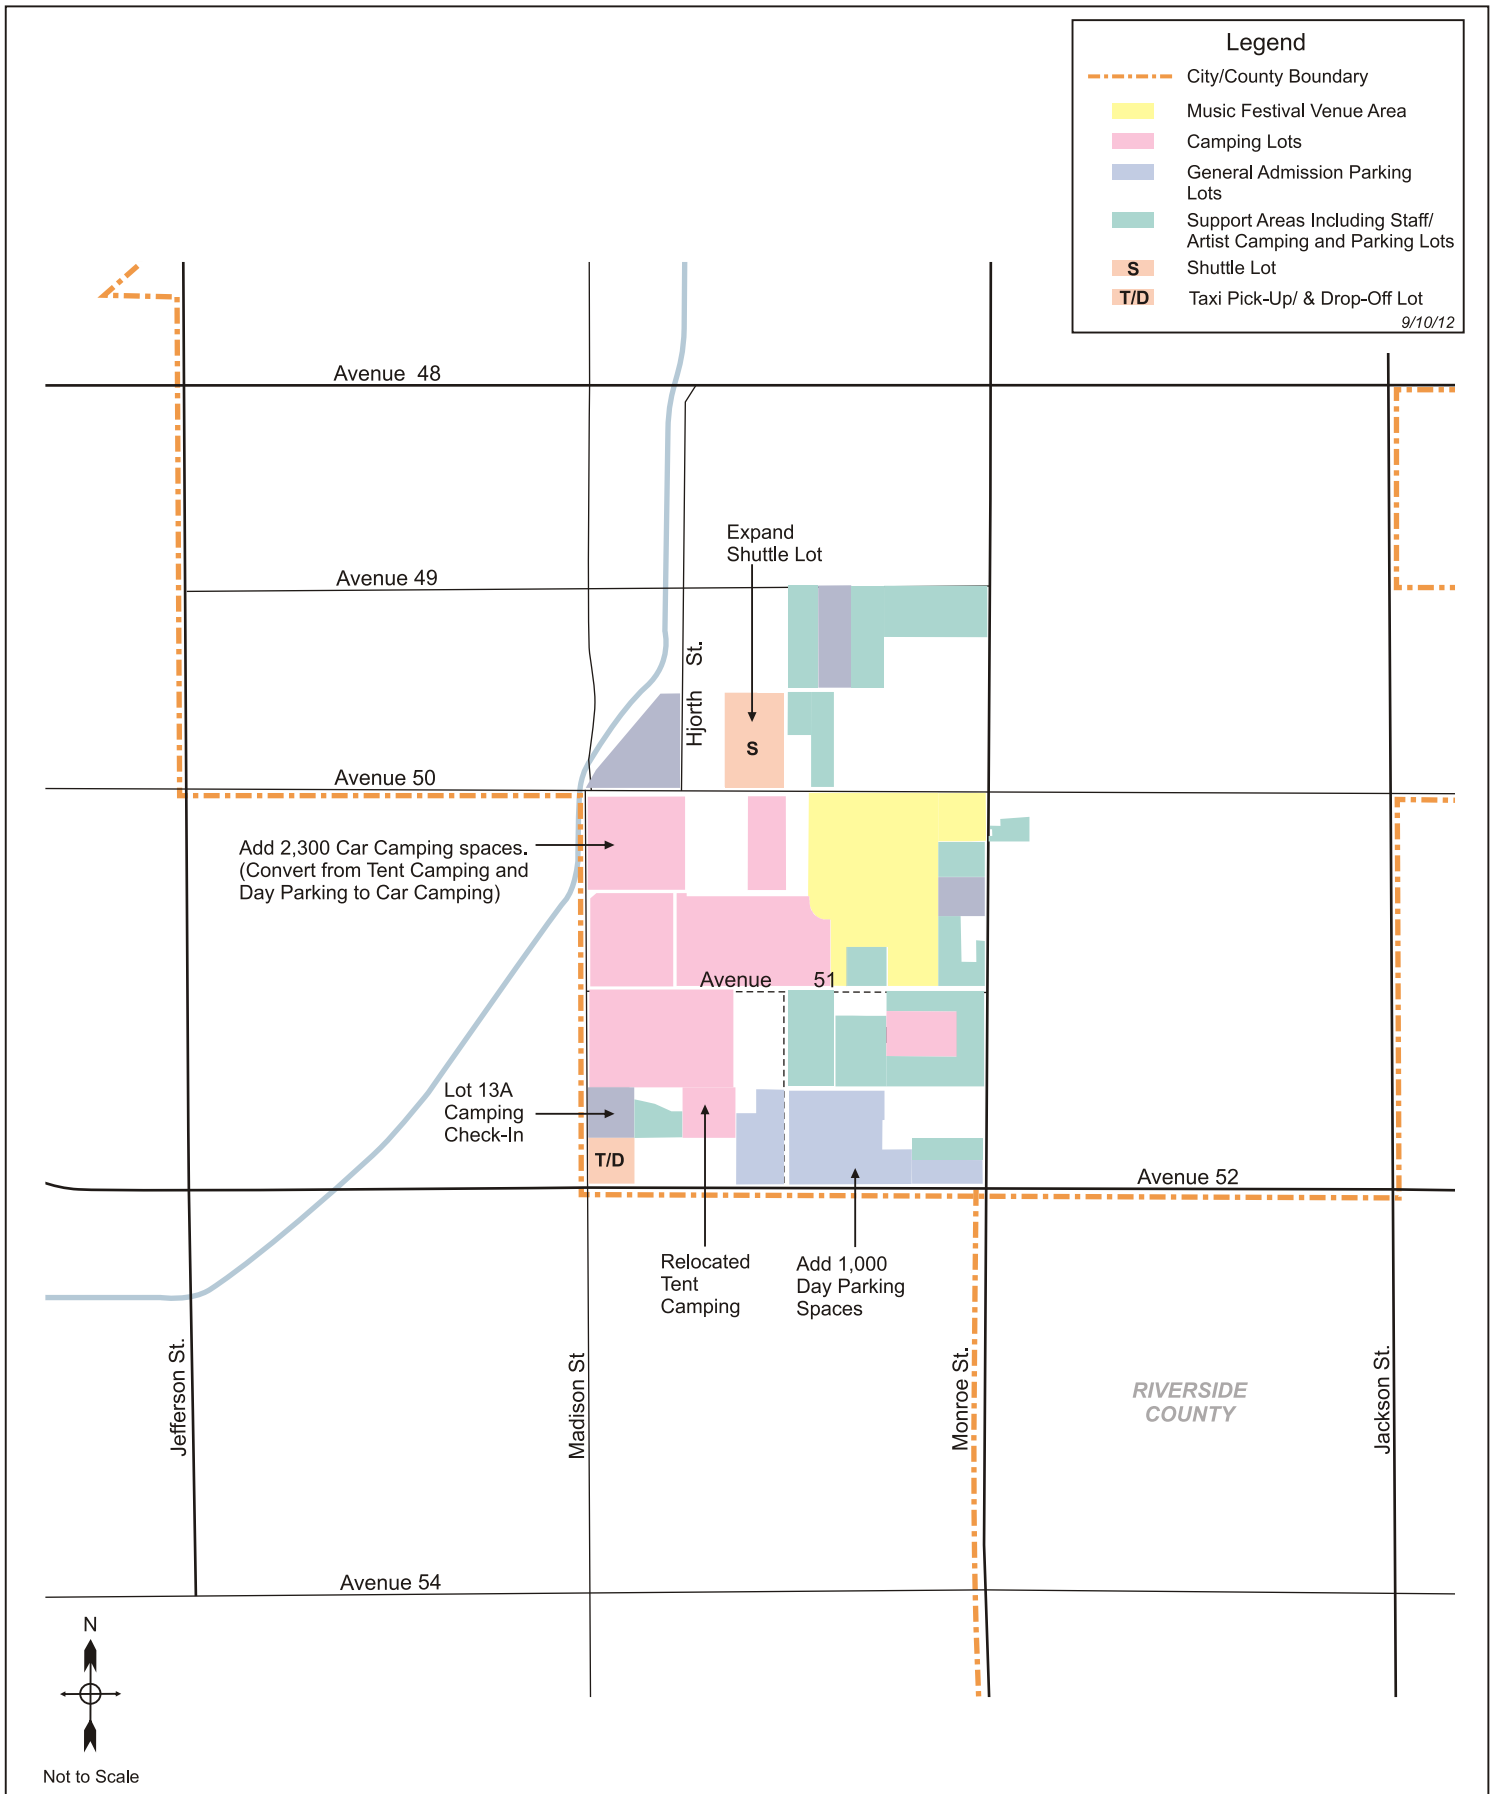 Legend
City/County Boundary
Music Festival Venue Area
Camping Lots
General Admission Parking
Lots
Support Areas Including Staff/
Artist Camping and Parking Lots
S
Shuttle Lot
T/D
Taxi Pick-Up/ & Drop-Off Lot
9/10/12
Avenue 48
Expand
Shuttle Lot
Avenue 49
Hjorth St.
S
Avenue 50
Add 2,300 Car Camping spaces.
(Convert from Tent Camping and
Day Parking to Car Camping)
Avenue 51
Lot 13A
Camping
Check-In
T/D
Avenue 52
Relocated
Tent
Camping
Add 1,000
Day Parking
Spaces
Jefferson St.
Madison St
Monroe St.
RIVERSIDE
COUNTY
Jackson St.
Avenue 54
N
Not to Scale